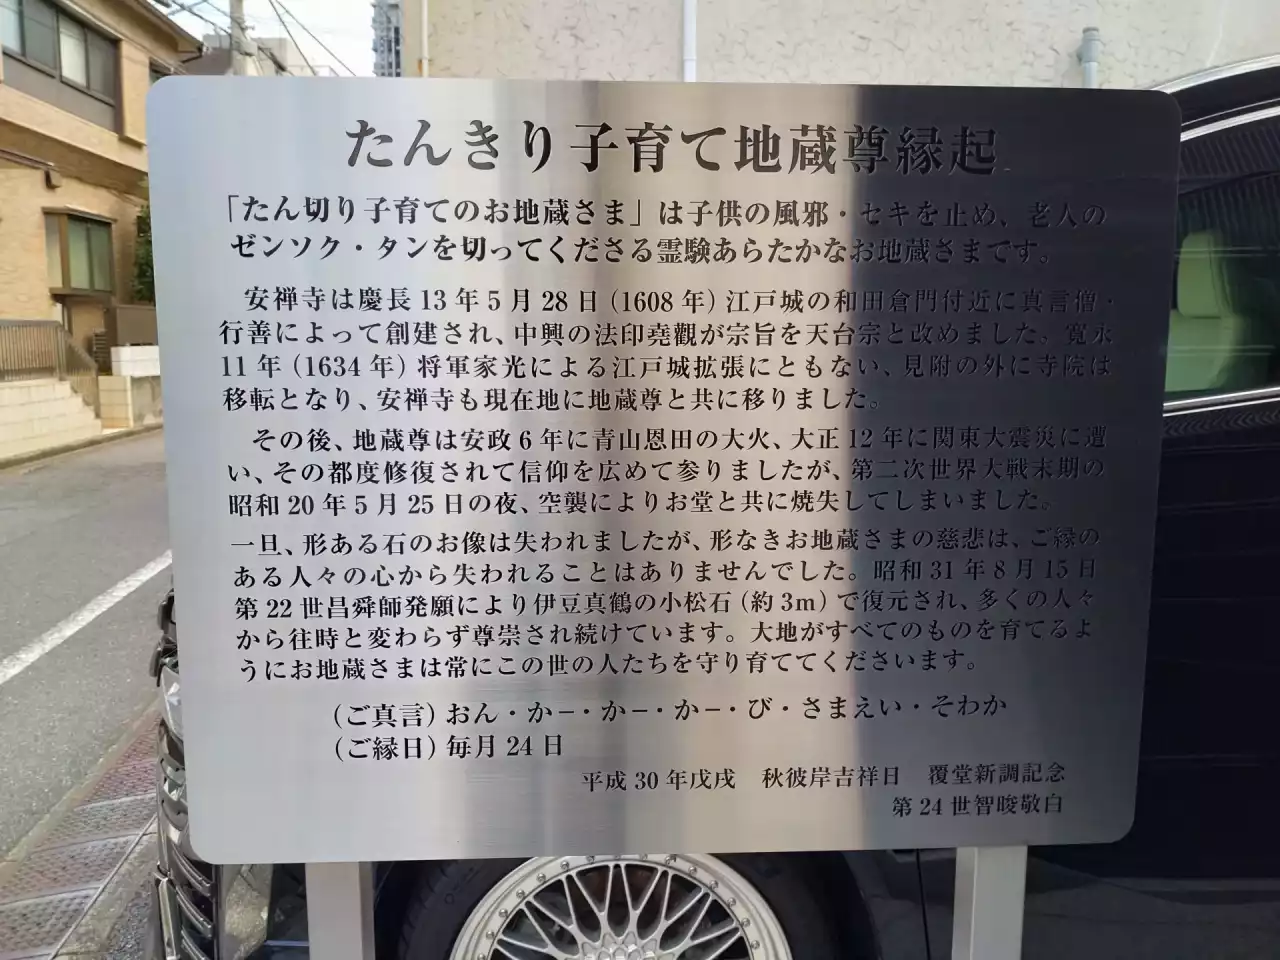 たんきり子育て地蔵尊縁起
「たん切り子育てのお地蔵さま」は子供の風邪・セキを止め、老人の
ゼンソク・タンを切ってくださる霊験あらたかなお地蔵さまです。
安禅寺は慶長13年5月28日(1608年)江戸城の和田倉門付近に真言僧・
行善によって創建され、中興の法印堯觀が宗旨を天台宗と改めました。寛永
11年(1634年)将軍家光による江戸城拡張にともない、見附の外に寺院は
移転となり、安禅寺も現在地に地蔵尊と共に移りました。
その後、地蔵尊は安政6年に青山恩田の大火、大正12年に関東大震災に遭
い、その都度修復されて信仰を広めて参りましたが、第二次世界大戦末期の
昭和20年5月25日の夜、空襲によりお堂と共に焼失してしまいました。
一旦、形ある石のお像は失われましたが、形なきお地蔵さまの慈悲は、ご縁の
ある人々の心から失われることはありませんでした。昭和31年8月15日
第22世昌舜師発願により伊豆真鶴の小松石(約3m)で復元され、多くの人々
から往時と変わらず尊崇され続けています。大地がすべてのものを育てるよ
うにお地蔵さまは常にこの世の人たちを守り育ててくださいます。
(ご真言)おん・かー・かー・かー・び・さまえい・そわか
(ご縁日)毎月24日
平成30年戊戌 秋彼岸吉祥日 覆堂新調記念
第24世智晙敬白